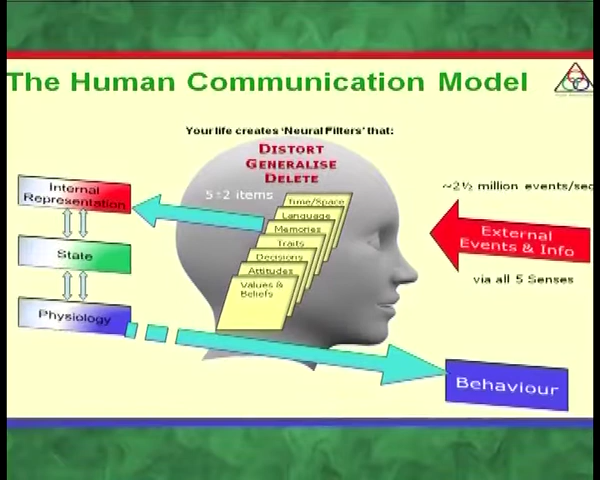 The Human Communication Model
Your life creates 'Neural Filters' that:
DISTORT
GENERALISE
DELETE
5±2 items
Time/Space
Language
Memories
Traits
Decisions
Attitudes
Values &
Beliefs
Internal
Representation
State
Physiology
~2½ million events/sec
External
Events & Info
via all 5 Senses
Behaviour